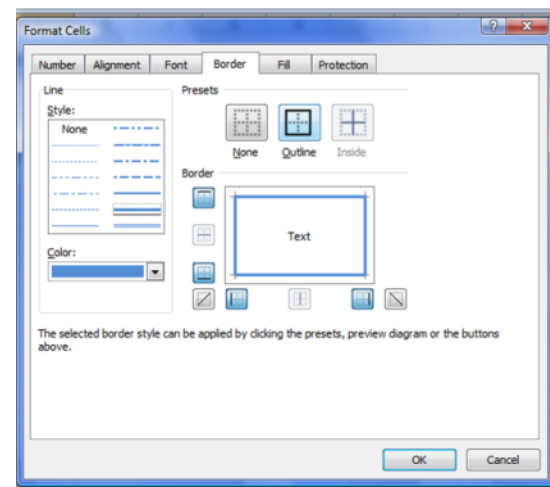 Format Cells
Number Alignment Font Border Fill Protection
Line
Style:
None
Color:
Presets
None Outline Inside
Border
Text
The selected border style can be applied by clicking the presets, preview diagram or the buttons
above.
OK Cancel